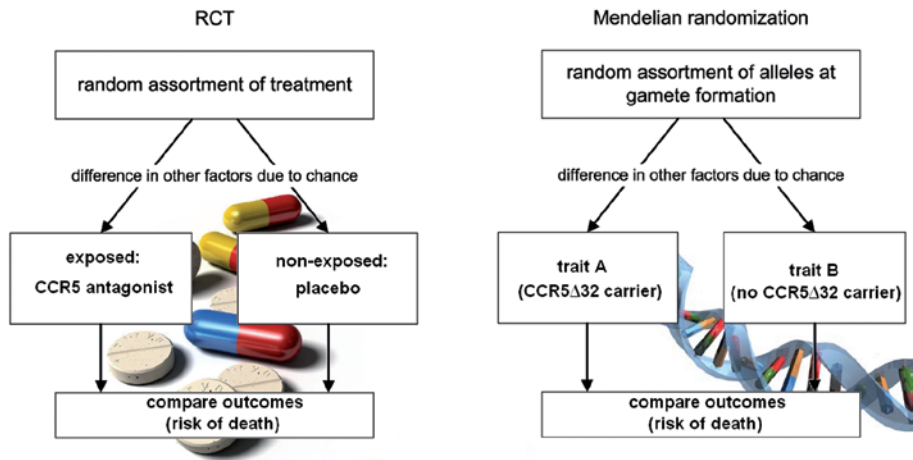 RCT
random assortment of treatment
difference in other factors due to chance
exposed:
CCR5 antagonist
non-exposed:
placebo
compare outcomes
(risk of death)
Mendelian randomization
random assortment of alleles at
gamete formation
difference in other factors due to chance
trait A
(CCR5Δ32 carrier)
trait B
(no CCR5Δ32 carrier)
compare outcomes
(risk of death)